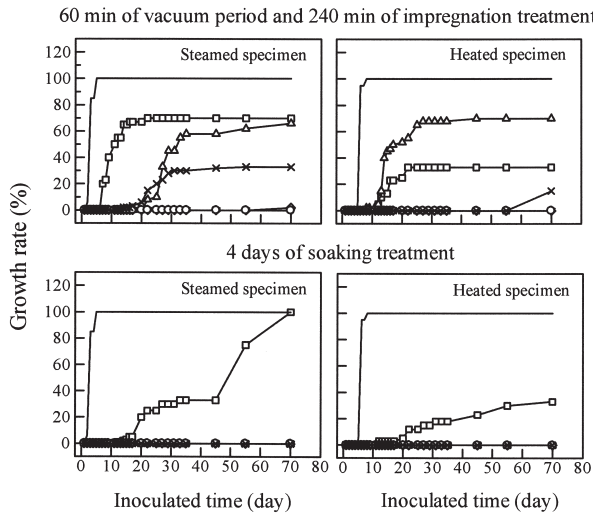 60 min of vacuum period and 240 min of impregnation treatment
Steamed specimen
Heated specimen
120
100
80
60
40
20
0
4 days of soaking treatment
Growth rate (%)
Steamed specimen
Heated specimen
120
100
80
60
40
20
0
0 10 20 30 40 50 60 70 80
0 10 20 30 40 50 60 70 80
Inoculated time (day)
Inoculated time (day)